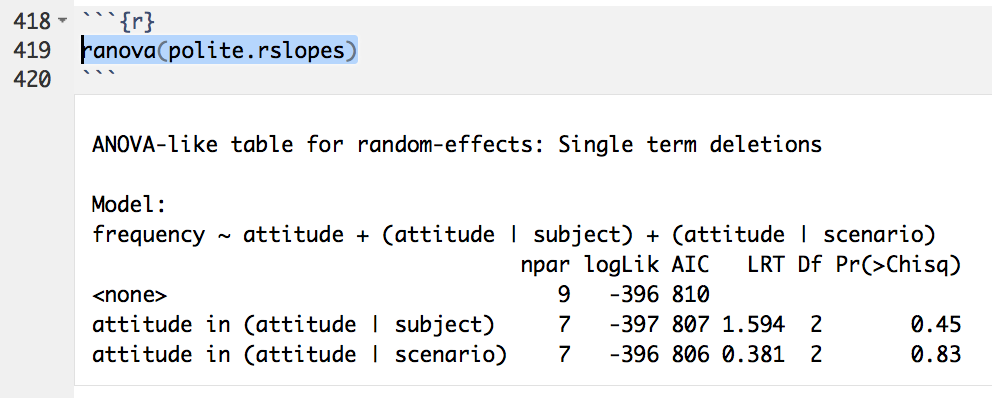 418 ```{r}
419 ranova(polite.rslopes)
420 ```
ANOVA-like table for random-effects: Single term deletions
Model:
frequency ~ attitude + (attitude | subject) + (attitude | scenario)
npar logLik AIC LRT Df Pr(>Chisq)
<none> 9 -396 810
attitude in (attitude | subject) 7 -397 807 1.594 2 0.45
attitude in (attitude | scenario) 7 -396 806 0.381 2 0.83